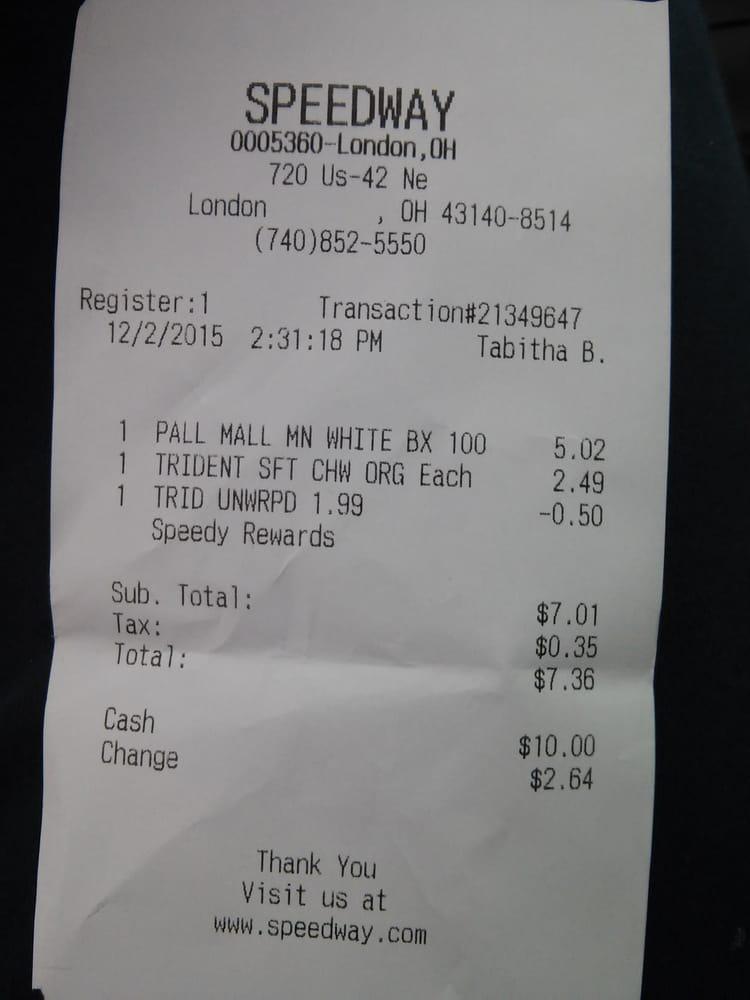 SPEEDWAY
0005360-London,OH
720 Us-42 Ne
London , OH 43140-8514
(740)852-5550
Register:1 Transaction#21349647
12/2/2015 2:31:18 PM Tabitha B.
1 PALL MALL MN WHITE BX 100 5.02
1 TRIDENT SFT CHW ORG Each 2.49
1 TRID UNWRPD 1.99 -0.50
Speedy Rewards
Sub. Total: $7.01
Tax: $0.35
Total: $7.36
Cash $10.00
Change $2.64
Thank You
Visit us at
www.speedway.com